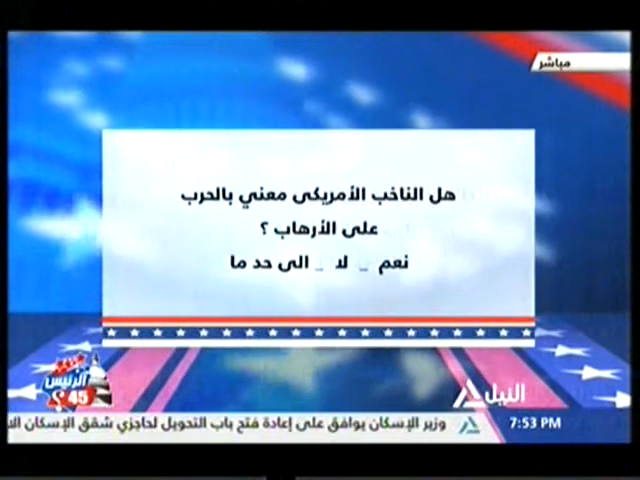 مباشر
هل الناخب الأمريكى معني بالحرب
على الأرهاب ؟
نعم _ لا _ الى حد ما
الرئيس
45 ؟
النيل
7:53 PM
وزير الإسكان يوافق على إعادة فتح باب التحويل لحاجزي شقق الإسكان الا